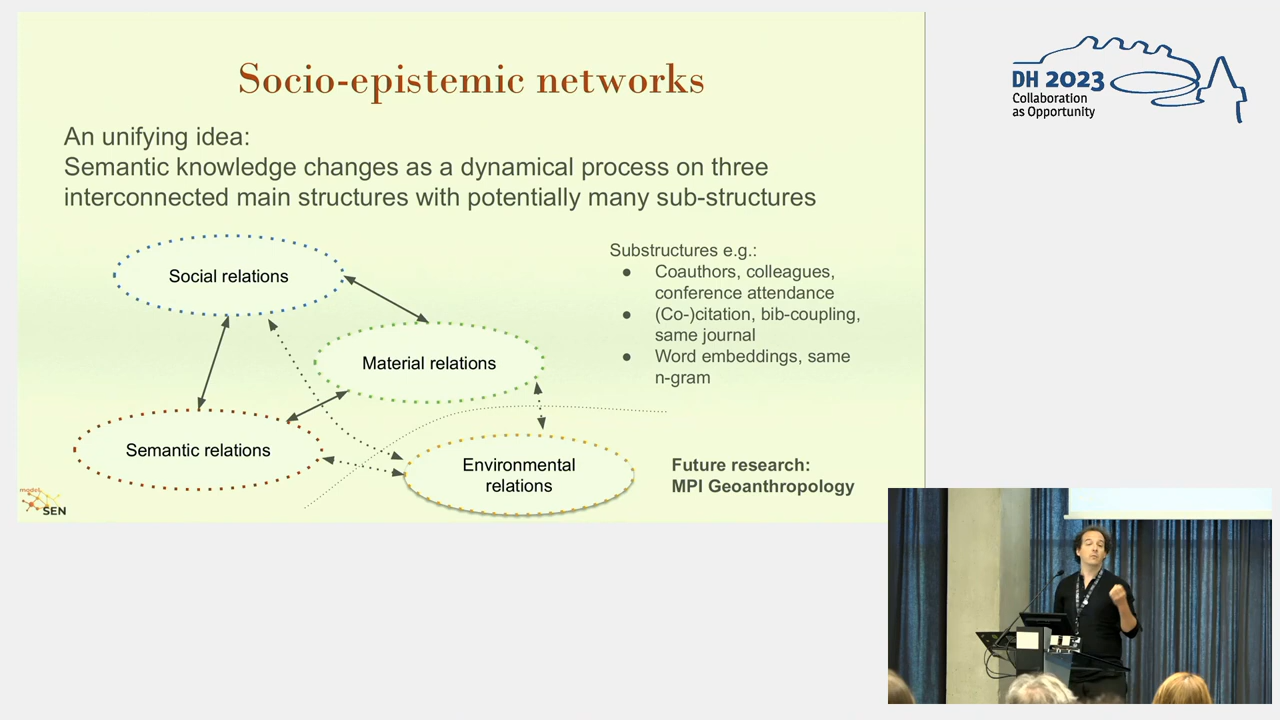 Socio-epistemic networks
An unifying idea:
Semantic knowledge changes as a dynamical process on three
interconnected main structures with potentially many sub-structures
Social relations
Material relations
Semantic relations
Environmental
relations
Substructures e.g.:
● Coauthors, colleagues,
conference attendance
● (Co-)citation, bib-coupling,
same journal
● Word embeddings, same
n-gram
Future research:
MPI Geoanthropology
model
SEN
DH 2023
Collaboration
as Opportunity